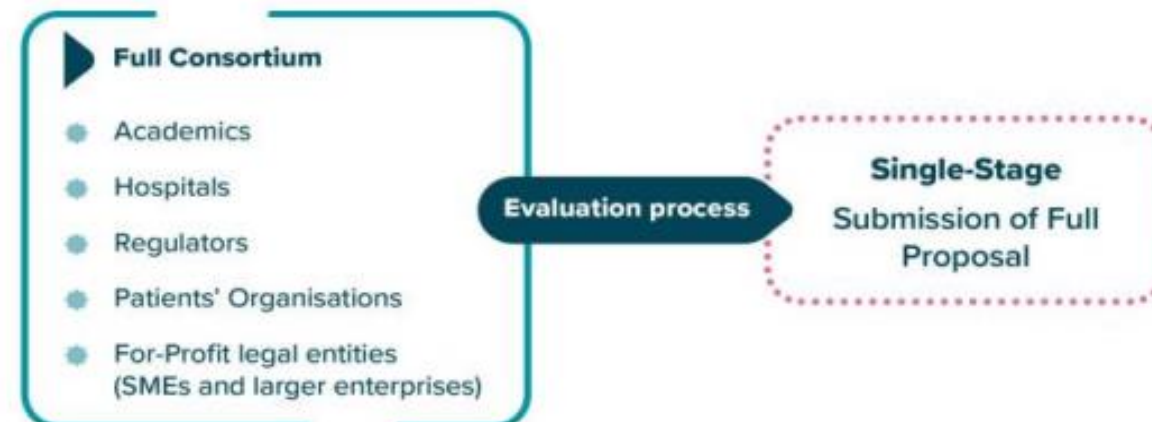 Full Consortium
Academics
Hospitals
Regulators
Patients' Organisations
For-Profit legal entities
(SMEs and larger enterprises)
Evaluation process
Single-Stage
Submission of Full
Proposal